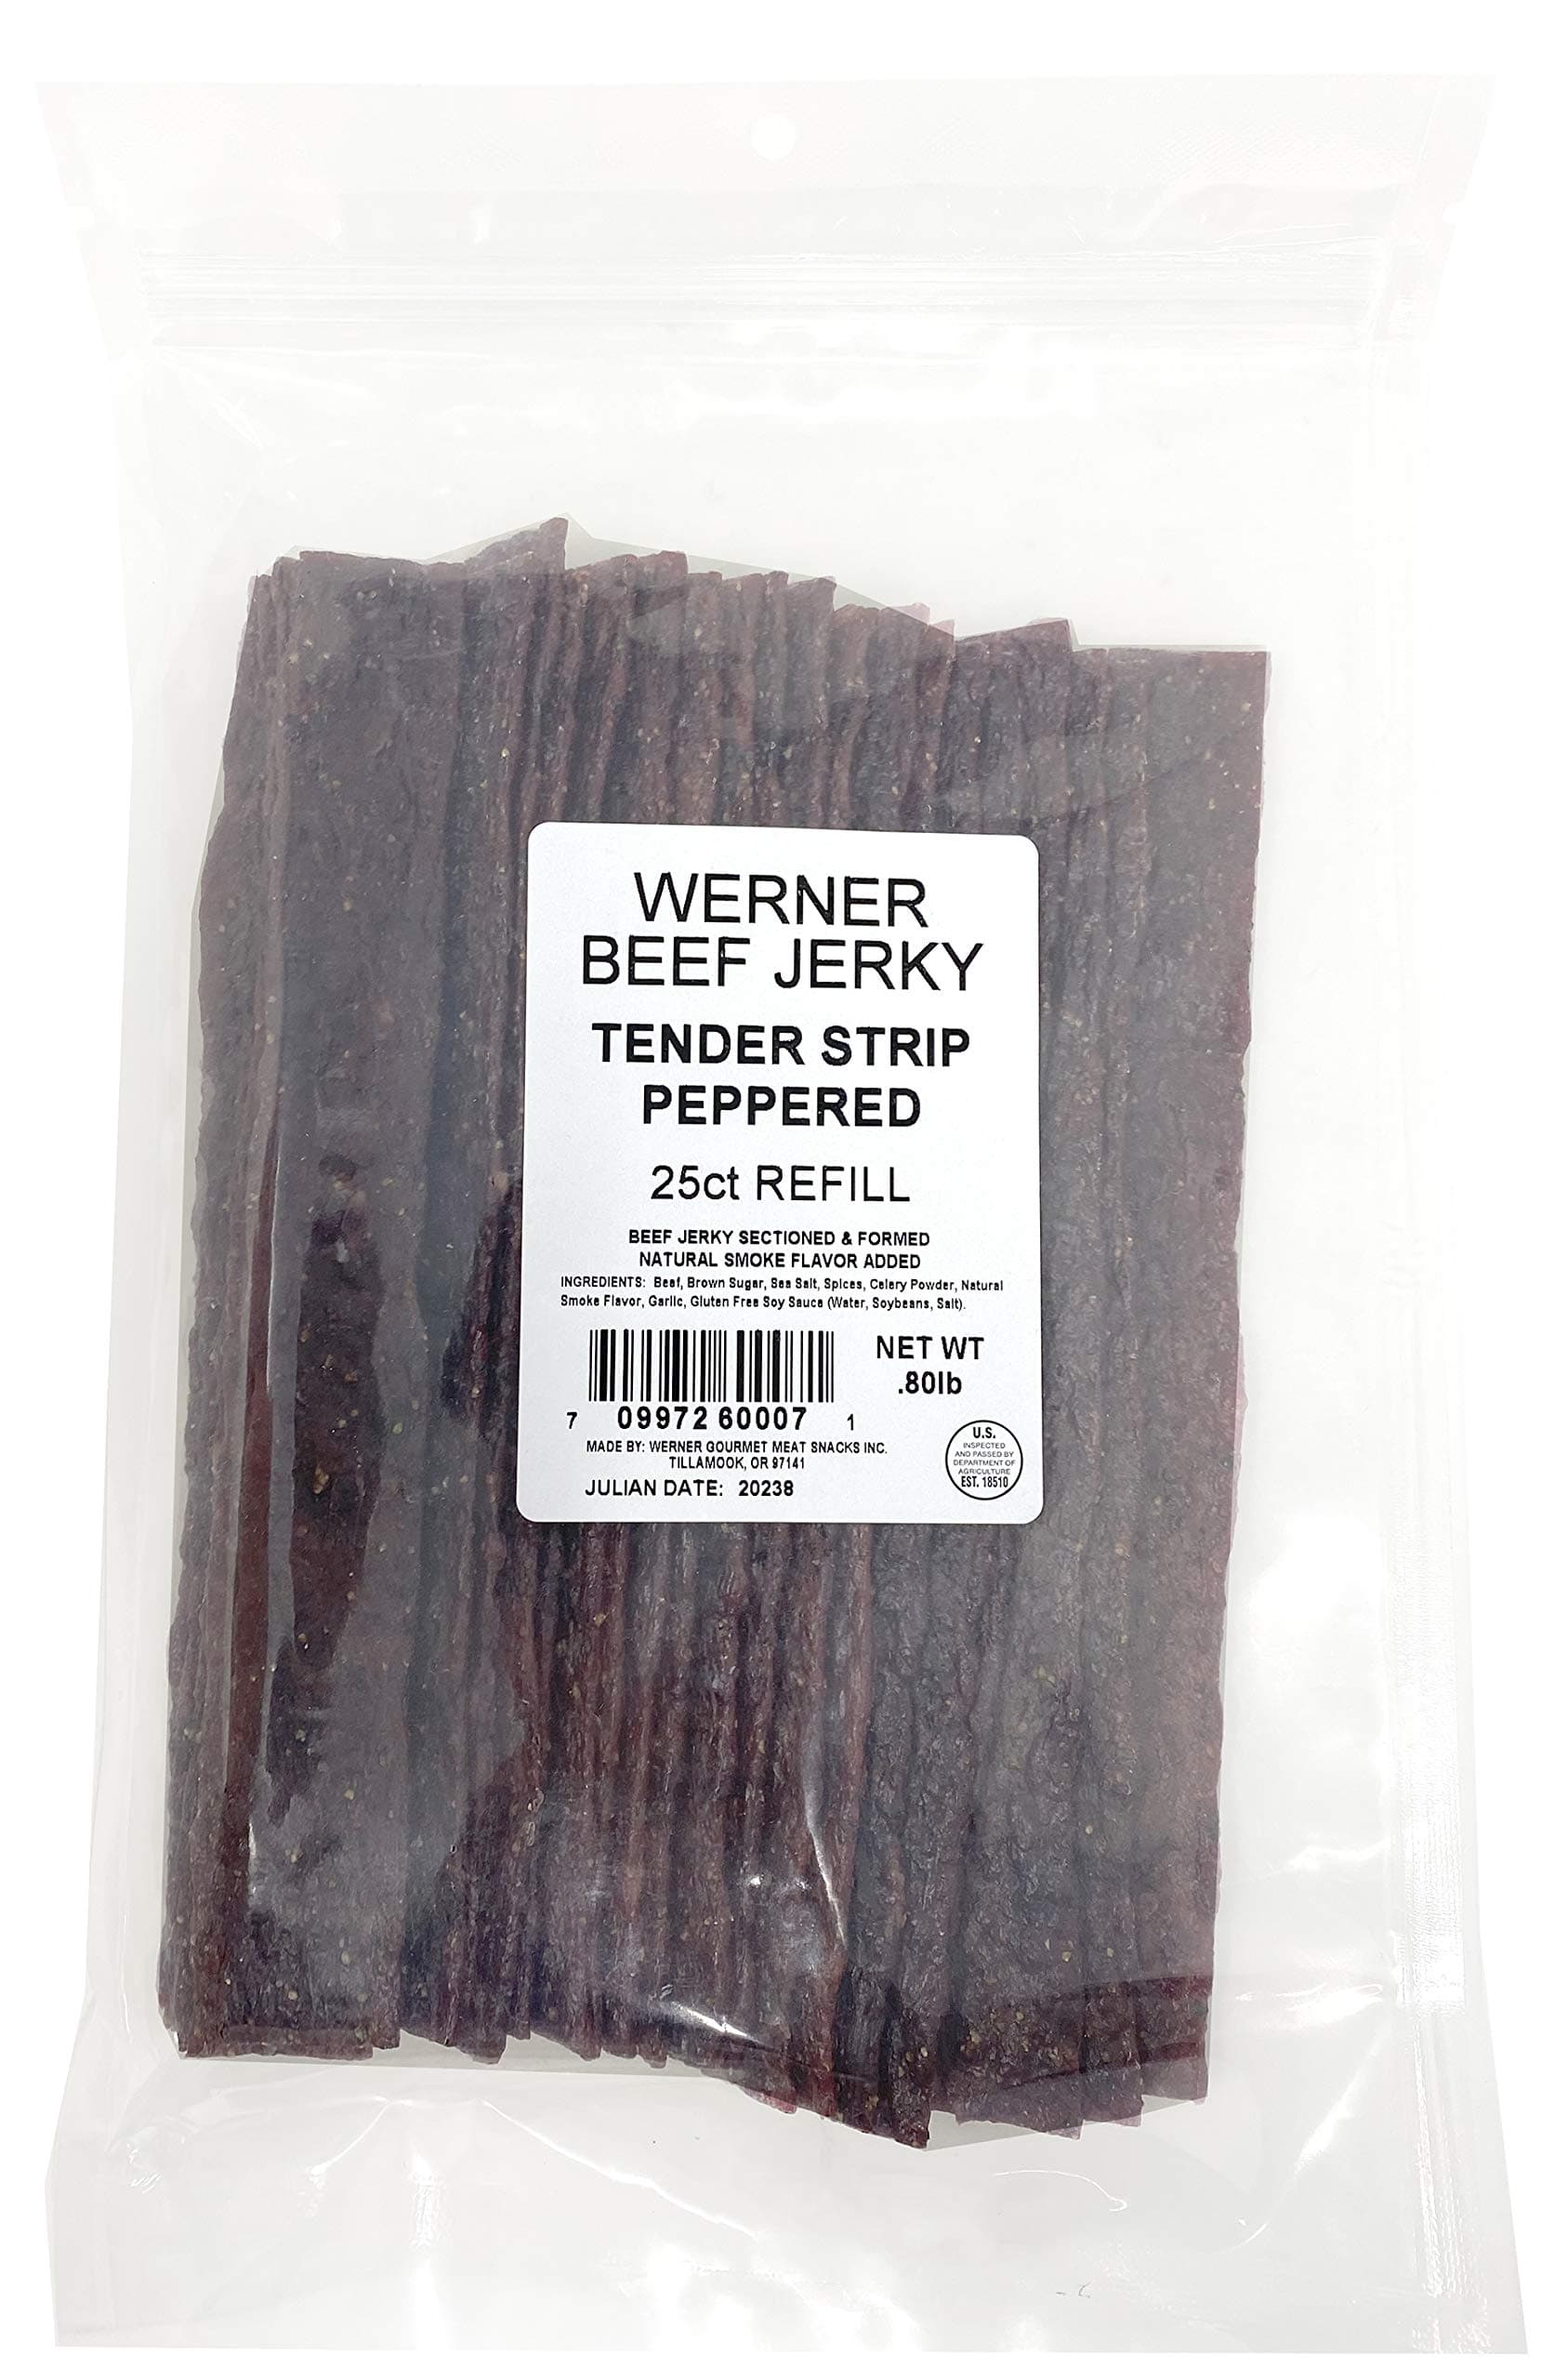 WERNER
BEEF JERKY
TENDER STRIP
PEPPERED
25ct REFILL
BEEF JERKY SECTIONED & FORMED
NATURAL SMOKE FLAVOR ADDED
INGREDIENTS: Beef, Brown Sugar, Sea Salt, Spices, Celery Powder, Natural
Smoke Flavor, Garlic, Gluten Free Soy Sauce (Water, Soybeans, Salt).
NET WT
.80lb
7 09972 60007 1
MADE BY: WERNER GOURMET MEAT SNACKS INC.
TILLAMOOK, OR 97141
JULIAN DATE: 20238
U.S.
INSPECTED
AND PASSED BY
DEPARTMENT OF
AGRICULTURE
EST. 18510